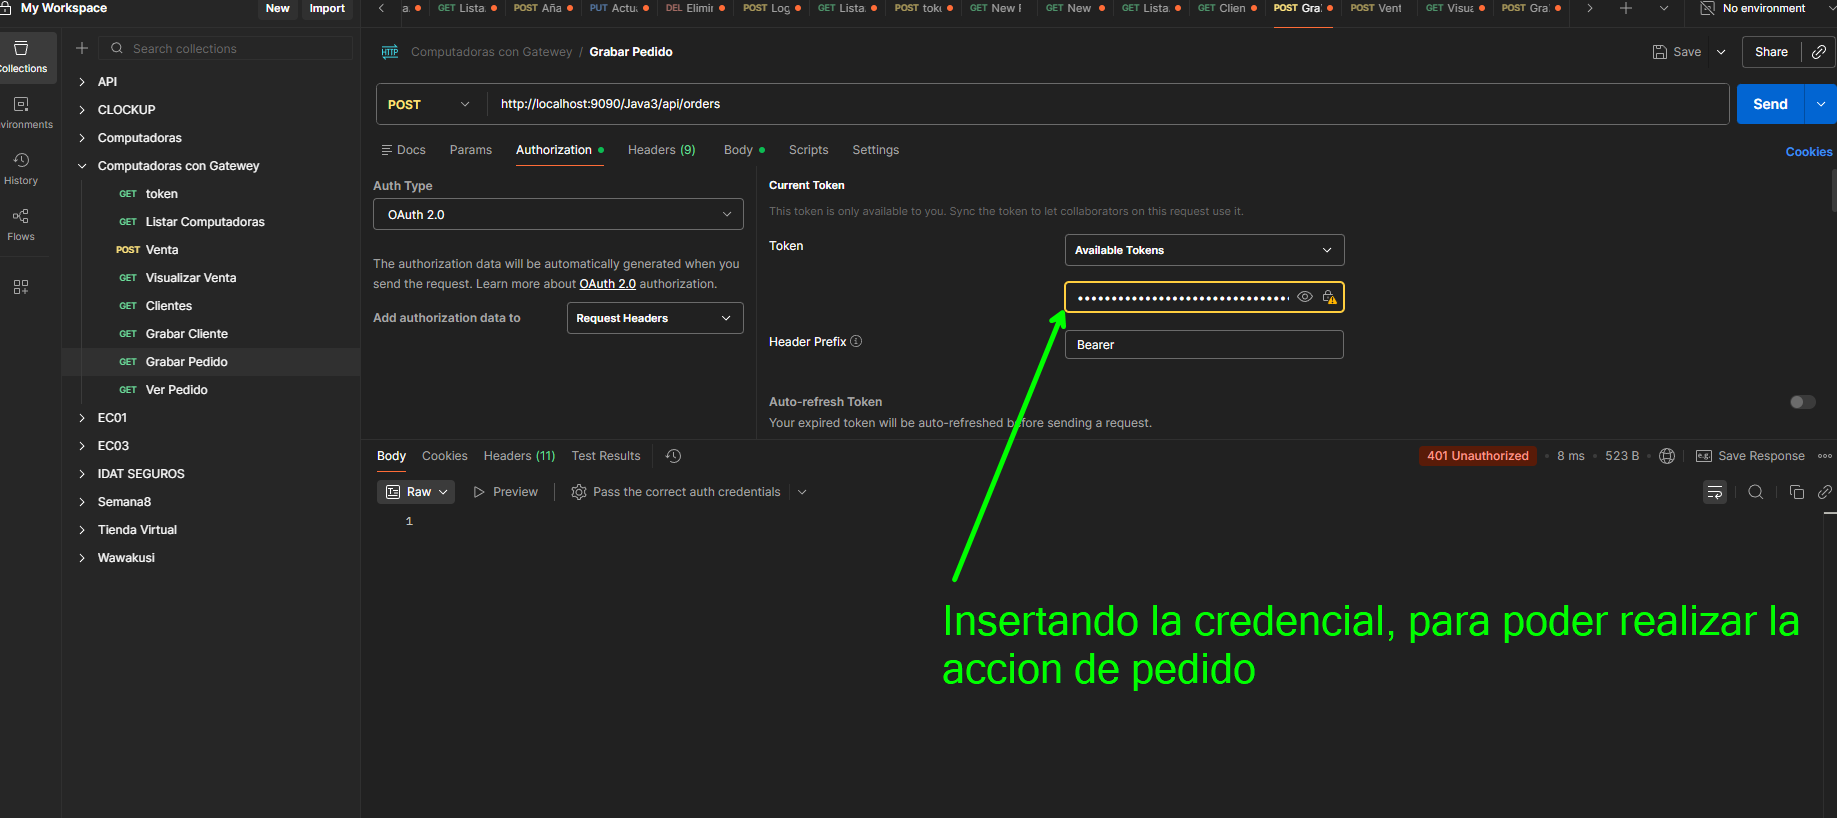 My Workspace
New
Import
GET Lista.
POST Aña
PUT Actua
DEL Elimir
POST Log
GET Lista.
POST toke
GET New F
GET New
GET Lista.
GET Clien
POST Gra
POST Vent
GET Visua
POST Gra
No environment
Collections
vironments
History
Flows
Search collections
API
CLOCKUP
Computadoras
Computadoras con Gatewey
GET token
GET Listar Computadoras
POST Venta
GET Visualizar Venta
GET Clientes
GET Grabar Cliente
GET Grabar Pedido
GET Ver Pedido
EC01
EC03
IDAT SEGUROS
Semana8
Tienda Virtual
Wawakusi
HTTP
Computadoras con Gatewey / Grabar Pedido
Save
Share
POST
http://localhost:9090/Java3/api/orders
Send
Docs
Params
Authorization
Headers (9)
Body
Scripts
Settings
Cookies
Auth Type
OAuth 2.0
The authorization data will be automatically generated when you
send the request. Learn more about OAuth 2.0 authorization.
Add authorization data to
Request Headers
Current Token
This token is only available to you. Sync the token to let collaborators on this request use it.
Token
Available Tokens
Header Prefix
Bearer
Auto-refresh Token
Your expired token will be auto-refreshed before sending a request.
Body
Cookies
Headers (11)
Test Results
401 Unauthorized
8 ms
523 B
Save Response
Raw
Preview
Pass the correct auth credentials
1
Insertando la credencial, para poder realizar la
accion de pedido